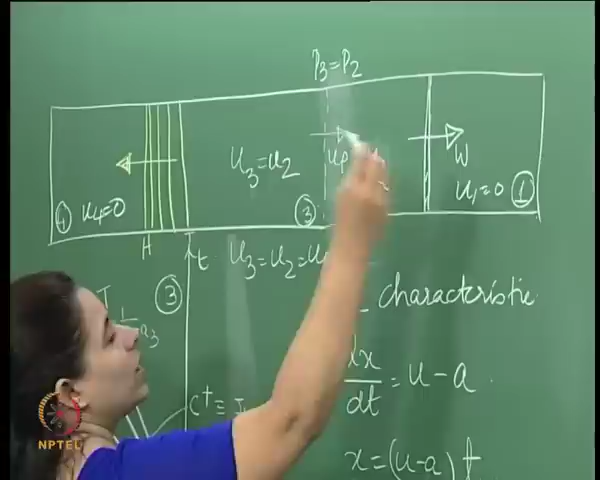 P₃=P₂
u₃=u₂
uₚ
W
④ u₄=0
u₁=0 ①
③
H
t
u₃=u₂=u
③
characteristic
dx/dt = u-a
C⁺ ≡ J
x=(u-a)t
NPTEL